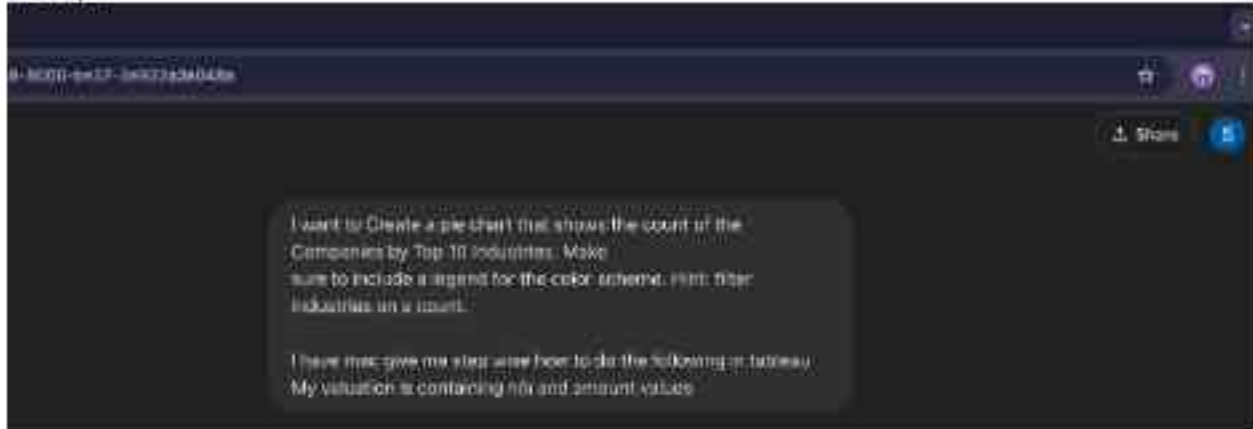 Share
S
I want to Create a pie chart that shows the count of the
Companies by Top 10 Industries. Make
sure to include a legend for the color scheme. Hint: filter
Industries on a count.
I have mac give me step wise how to do the following in tableau
My valuation is containing n/a and amount values